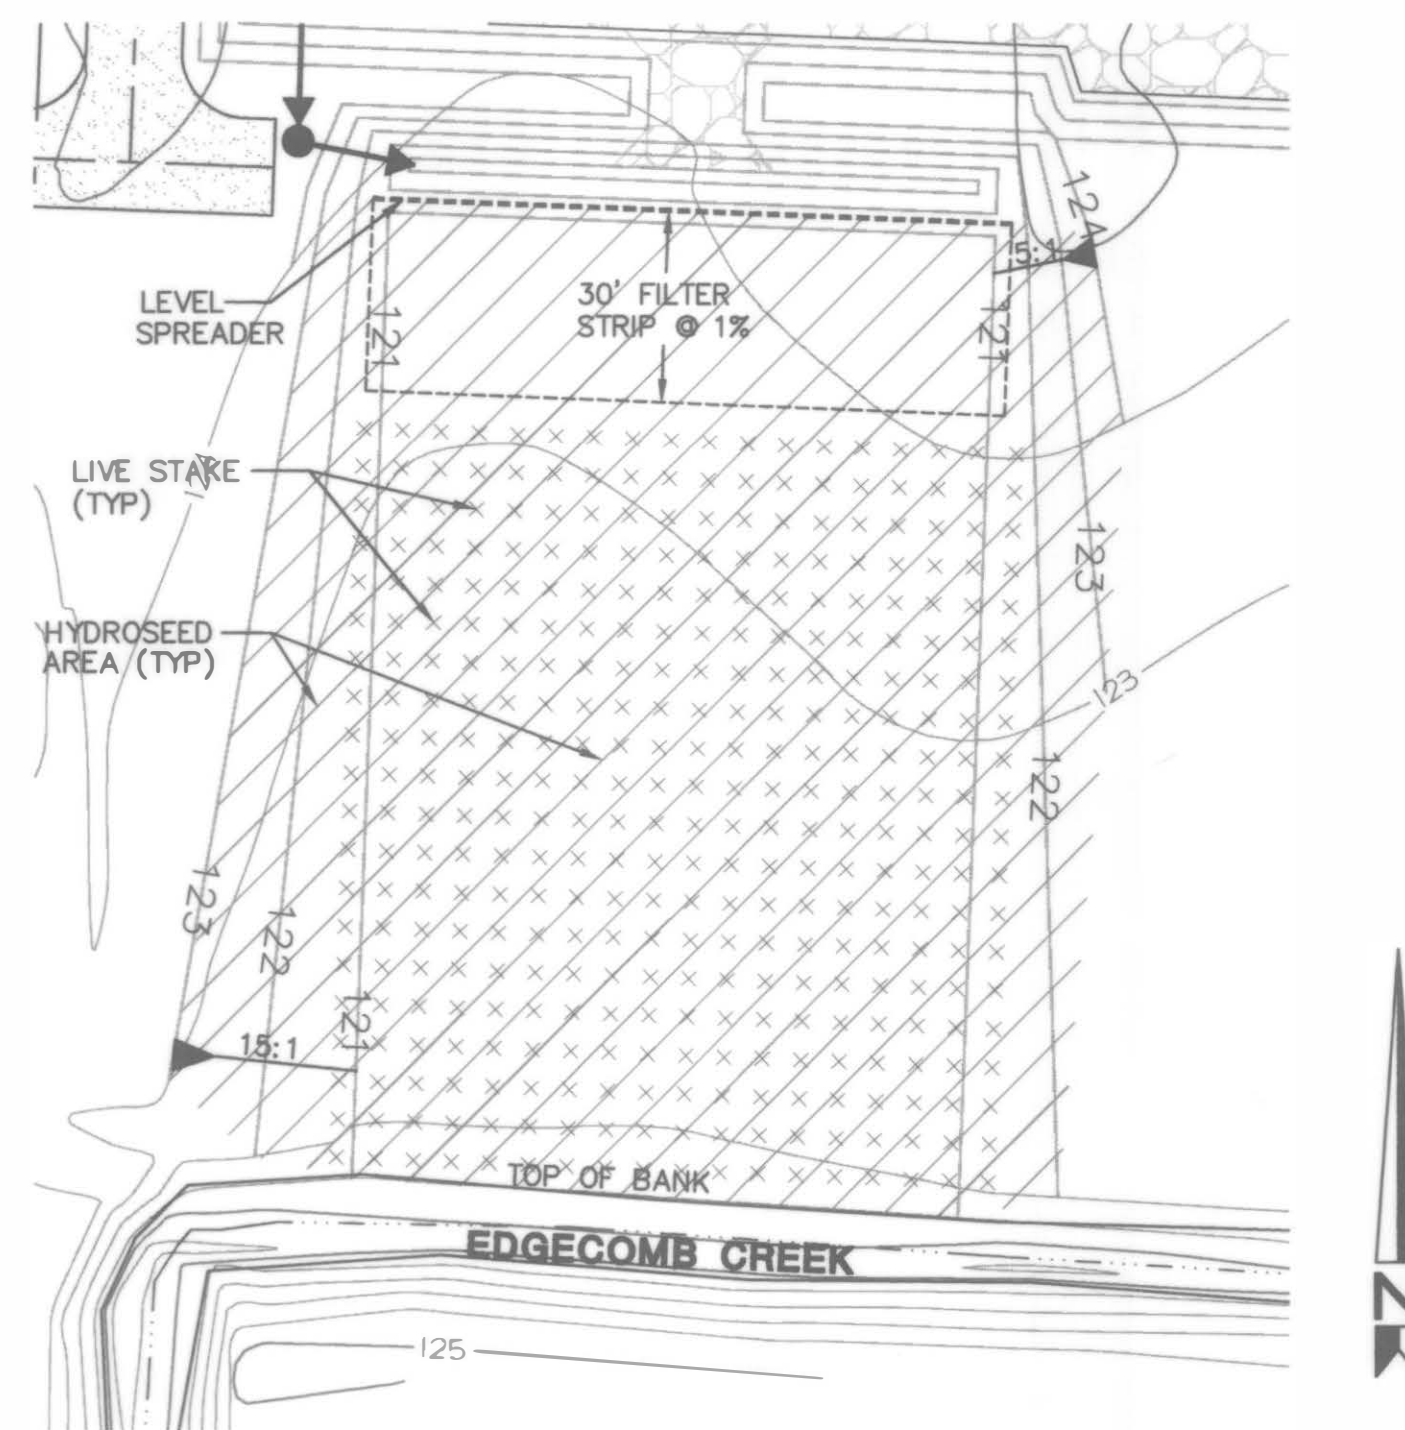 124
5:1
LEVEL
SPREADER
30' FILTER
STRIP @ 1%
121
121
LIVE STAKE
(TYP)
123
HYDROSEED
AREA (TYP)
123
122
123
122
121
15:1
TOP OF BANK
EDGECOMB CREEK
125